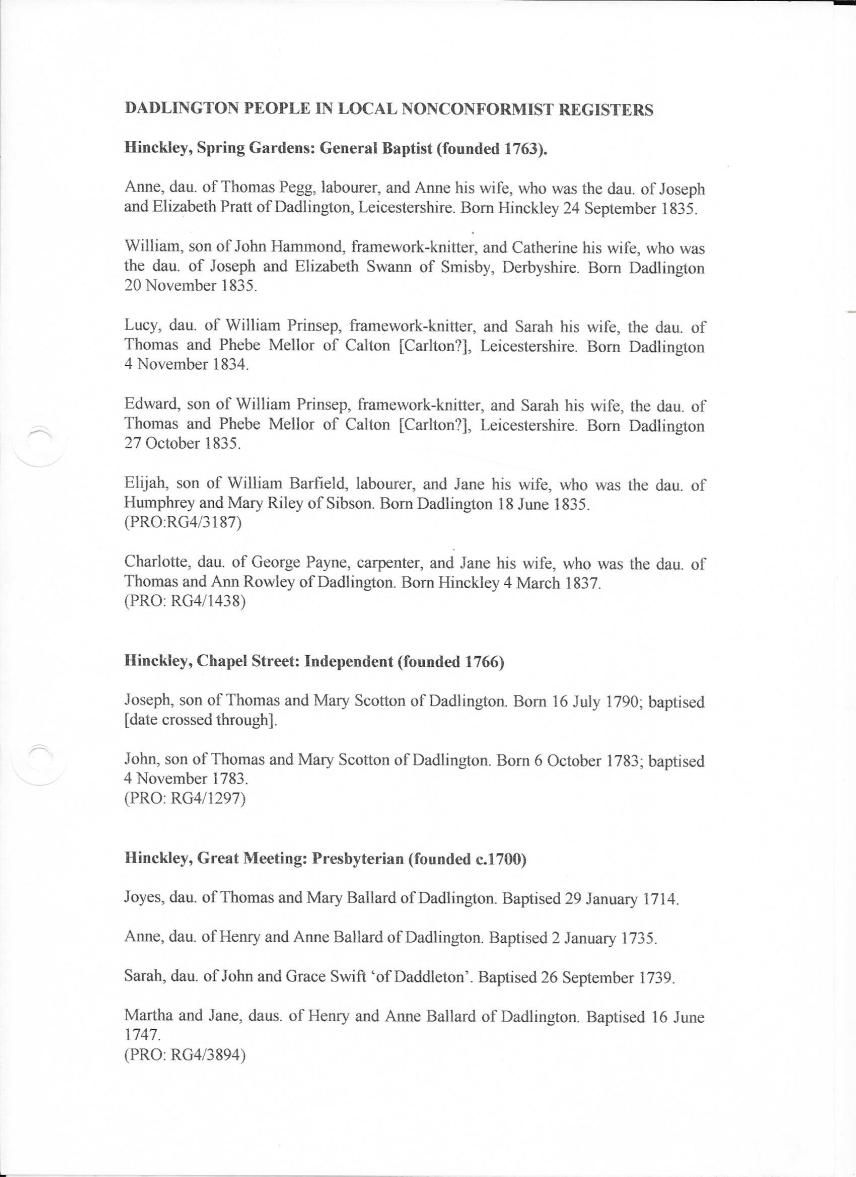 DADLINGTON PEOPLE IN LOCAL NONCONFORMIST REGISTERS
Hinckley, Spring Gardens: General Baptist (founded 1763).
Anne, dau. of Thomas Pegg, labourer, and Anne his wife, who was the dau. of Joseph
and Elizabeth Pratt of Dadlington, Leicestershire. Born Hinckley 24 September 1835.
William, son of John Hammond, framework-knitter, and Catherine his wife, who was
the dau. of Joseph and Elizabeth Swann of Smisby, Derbyshire. Born Dadlington
20 November 1835.
Lucy, dau. of William Prinsep, framework-knitter, and Sarah his wife, the dau. of
Thomas and Phebe Mellor of Calton [Carlton?], Leicestershire. Born Dadlington
4 November 1834.
Edward, son of William Prinsep, framework-knitter, and Sarah his wife, the dau. of
Thomas and Phebe Mellor of Calton [Carlton?], Leicestershire. Born Dadlington
27 October 1835.
Elijah, son of William Barfield, labourer, and Jane his wife, who was the dau. of
Humphrey and Mary Riley of Sibson. Born Dadlington 18 June 1835.
(PRO:RG4/3187)
Charlotte, dau. of George Payne, carpenter, and Jane his wife, who was the dau. of
Thomas and Ann Rowley of Dadlington. Born Hinckley 4 March 1837.
(PRO: RG4/1438)
Hinckley, Chapel Street: Independent (founded 1766)
Joseph, son of Thomas and Mary Scotton of Dadlington. Born 16 July 1790; baptised
[date crossed through].
John, son of Thomas and Mary Scotton of Dadlington. Born 6 October 1783; baptised
4 November 1783.
(PRO: RG4/1297)
Hinckley, Great Meeting: Presbyterian (founded c.1700)
Joyes, dau. of Thomas and Mary Ballard of Dadlington. Baptised 29 January 1714.
Anne, dau. of Henry and Anne Ballard of Dadlington. Baptised 2 January 1735.
Sarah, dau. of John and Grace Swift ‘of Daddleton’. Baptised 26 September 1739.
Martha and Jane, daus. of Henry and Anne Ballard of Dadlington. Baptised 16 June
1747.
(PRO: RG4/3894)